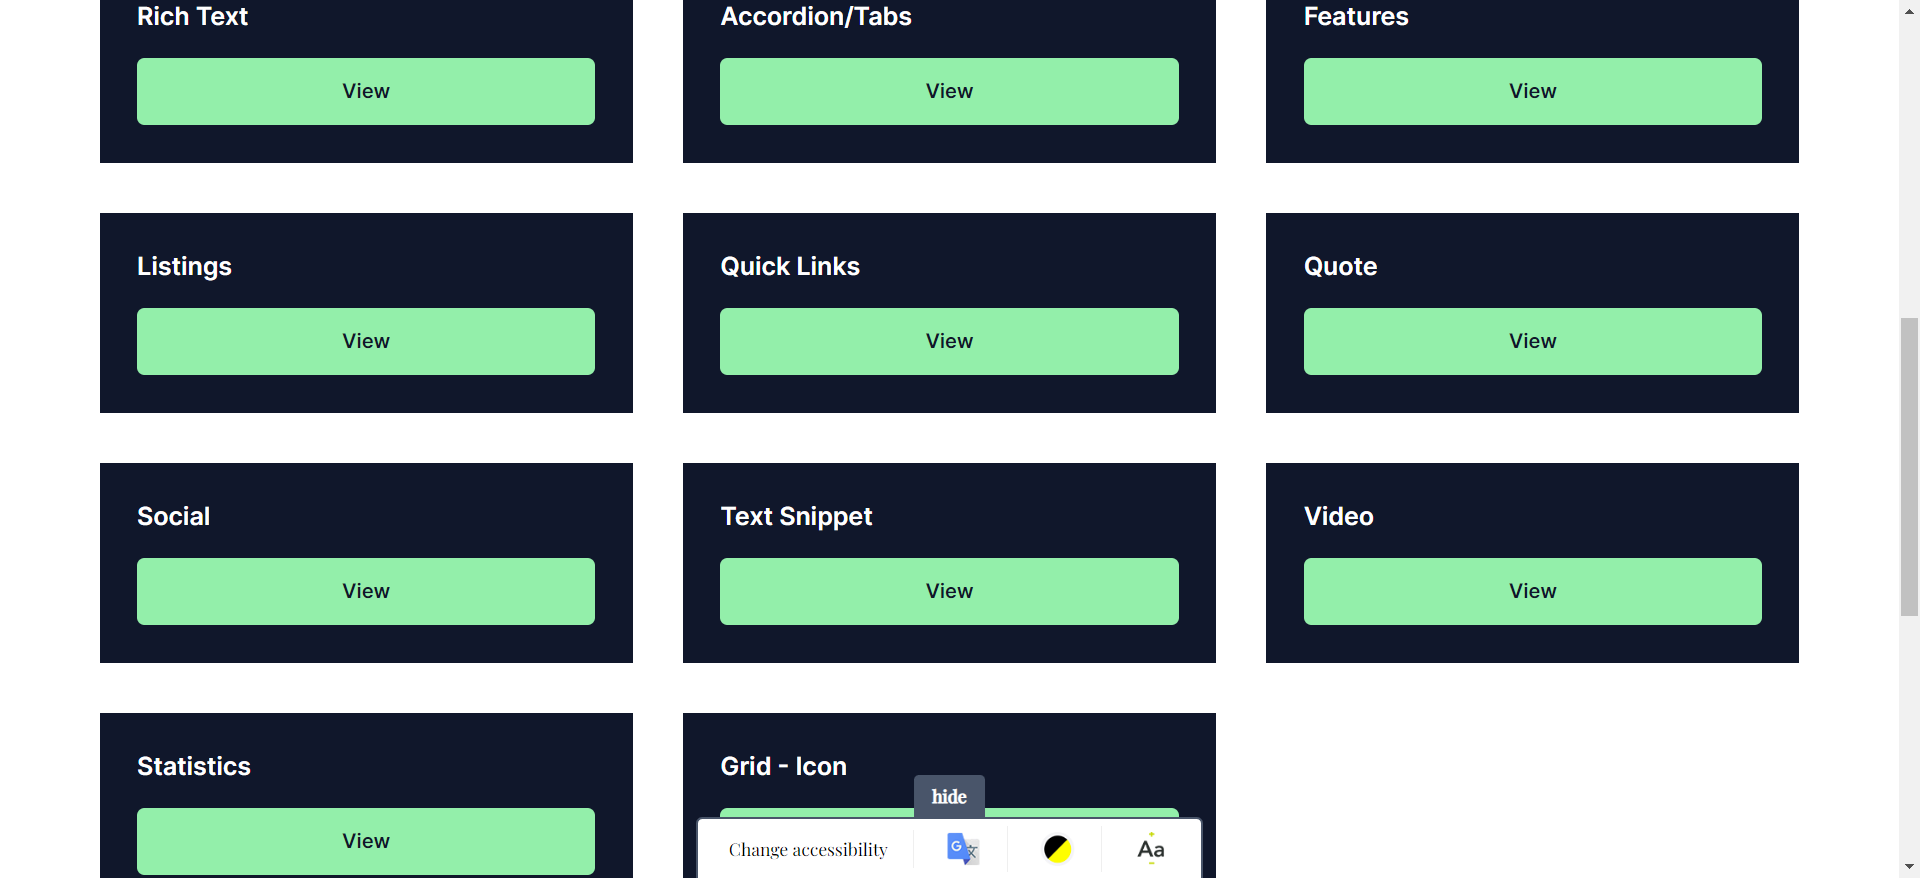 Rich Text
Accordion/Tabs
Features
View
View
View
Listings
Quick Links
Quote
View
View
View
Social
Text Snippet
Video
View
View
View
Statistics
Grid - Icon
View
hide
Change accessibility
G 文
Aa